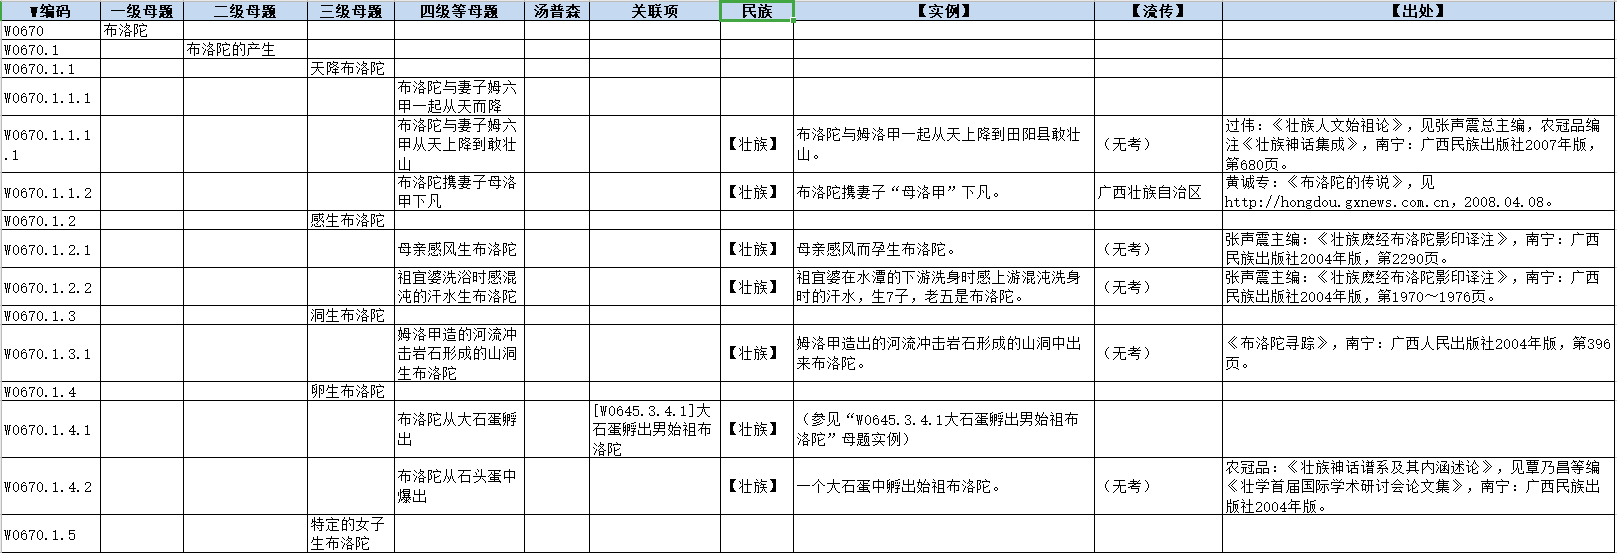 W编码 一级母题 二级母题 三级母题 四级等母题 汤普森 关联项 民族 【实例】 【流传】 【出处】
W0670 布洛陀
W0670.1 布洛陀的产生
W0670.1.1 天降布洛陀
W0670.1.1.1 布洛陀与妻子姆六
甲一起从天而降
W0670.1.1.1
.1
布洛陀与妻子姆六
甲从天上降到敢壮
山
【壮族】
布洛陀与姆洛甲一起从天上降到田阳县敢壮
山。
（无考）
过伟：《壮族人文始祖论》，见张声震总主编，农冠品编
注《壮族神话集成》，南宁：广西民族出版社2007年版，
第680页。
W0670.1.1.2
布洛陀携妻子母洛
甲下凡
【壮族】
布洛陀携妻子“母洛甲”下凡。
广西壮族自治区
黄诚专：《布洛陀的传说》，见
http://hongdou.gxnews.com.cn，2008.04.08。
W0670.1.2 感生布洛陀
W0670.1.2.1
母亲感风生布洛陀
【壮族】
母亲感风而孕生布洛陀。
（无考）
张声震主编：《壮族麽经布洛陀影印译注》，南宁：广西
民族出版社2004年版，第2290页。
W0670.1.2.2
祖宜婆洗浴时感混
沌的汗水生布洛陀
【壮族】
祖宜婆在水潭的下游洗身时感上游混沌洗身
时的汗水，生7子，老五是布洛陀。
（无考）
张声震主编：《壮族麽经布洛陀影印译注》，南宁：广西
民族出版社2004年版，第1970～1976页。
W0670.1.3 洞生布洛陀
W0670.1.3.1
姆洛甲造的河流冲
击岩石形成的山洞
生布洛陀
【壮族】
姆洛甲造出的河流冲击岩石形成的山洞中出
来布洛陀。
（无考）
《布洛陀寻踪》，南宁：广西人民出版社2004年版，第396
页。
W0670.1.4 卵生布洛陀
W0670.1.4.1
布洛陀从大石蛋孵
出
[W0645.3.4.1]大
石蛋孵出男始祖布
洛陀
【壮族】
（参见“W0645.3.4.1大石蛋孵出男始祖布
洛陀”母题实例）
W0670.1.4.2
布洛陀从石头蛋中
爆出
【壮族】
一个大石蛋中孵出始祖布洛陀。
（无考）
农冠品：《壮族神话谱系及其内涵述论》，见覃乃昌等编
《壮学首届国际学术研讨会论文集》，南宁：广西民族出
版社2004年版。
W0670.1.5
特定的女子
生布洛陀